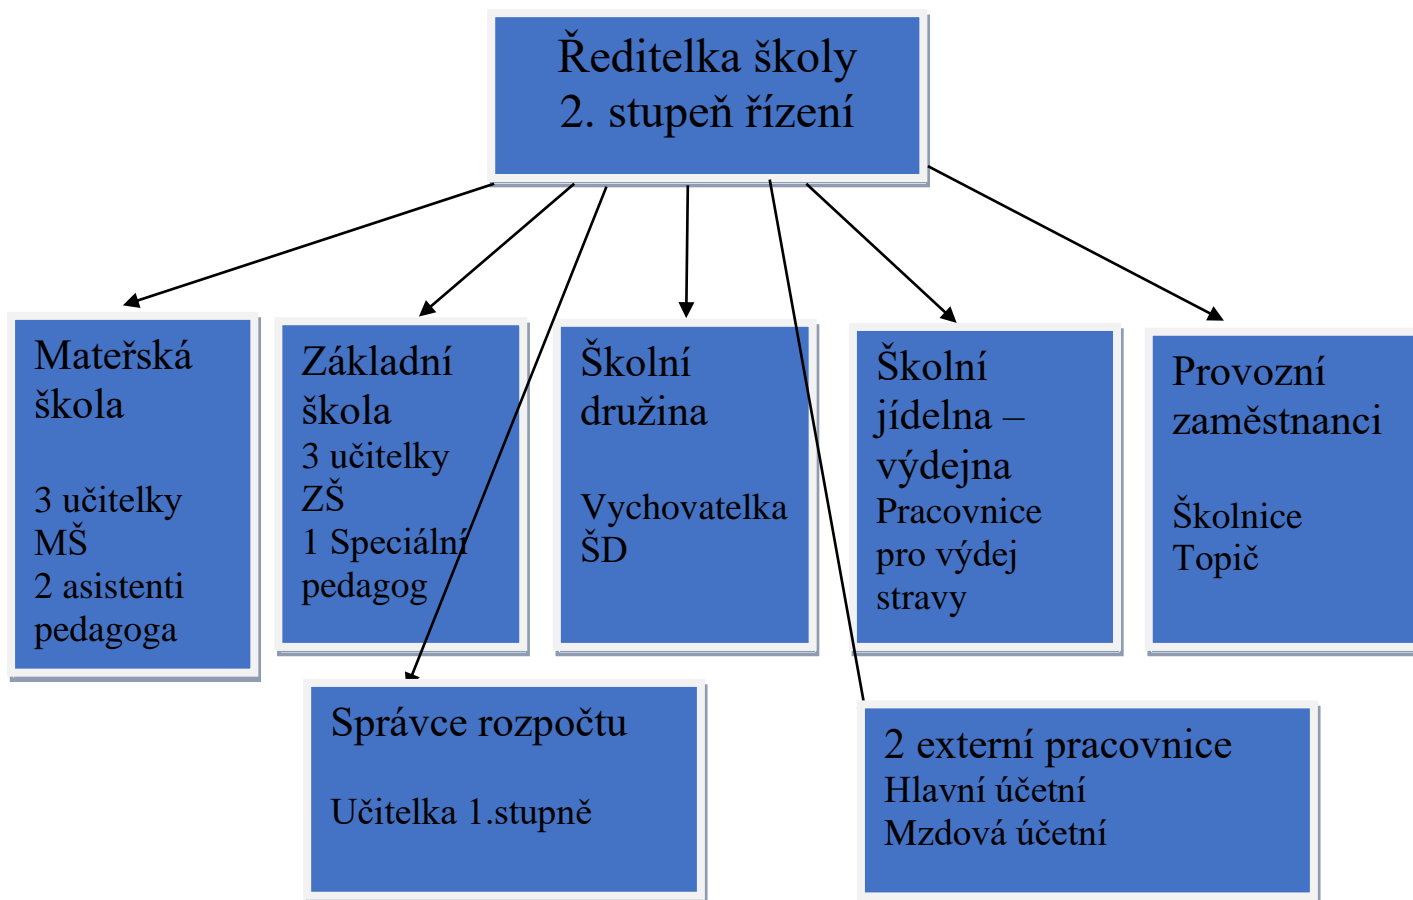 Ředitelka školy
2. stupeň řízení
Mateřská
škola
3 učitelky
MŠ
2 asistenti
pedagoga
Základní
škola
3 učitelky
ZŠ
1 Speciální
pedagog
Školní
družina
Vychovatelka
ŠD
Školní
jídelna –
výdejna
Pracovnice
pro výdej
stravy
Provozní
zaměstnanci
Školnice
Topič
Správce rozpočtu
Učitelka 1.stupně
2 externí pracovnice
Hlavní účetní
Mzdová účetní